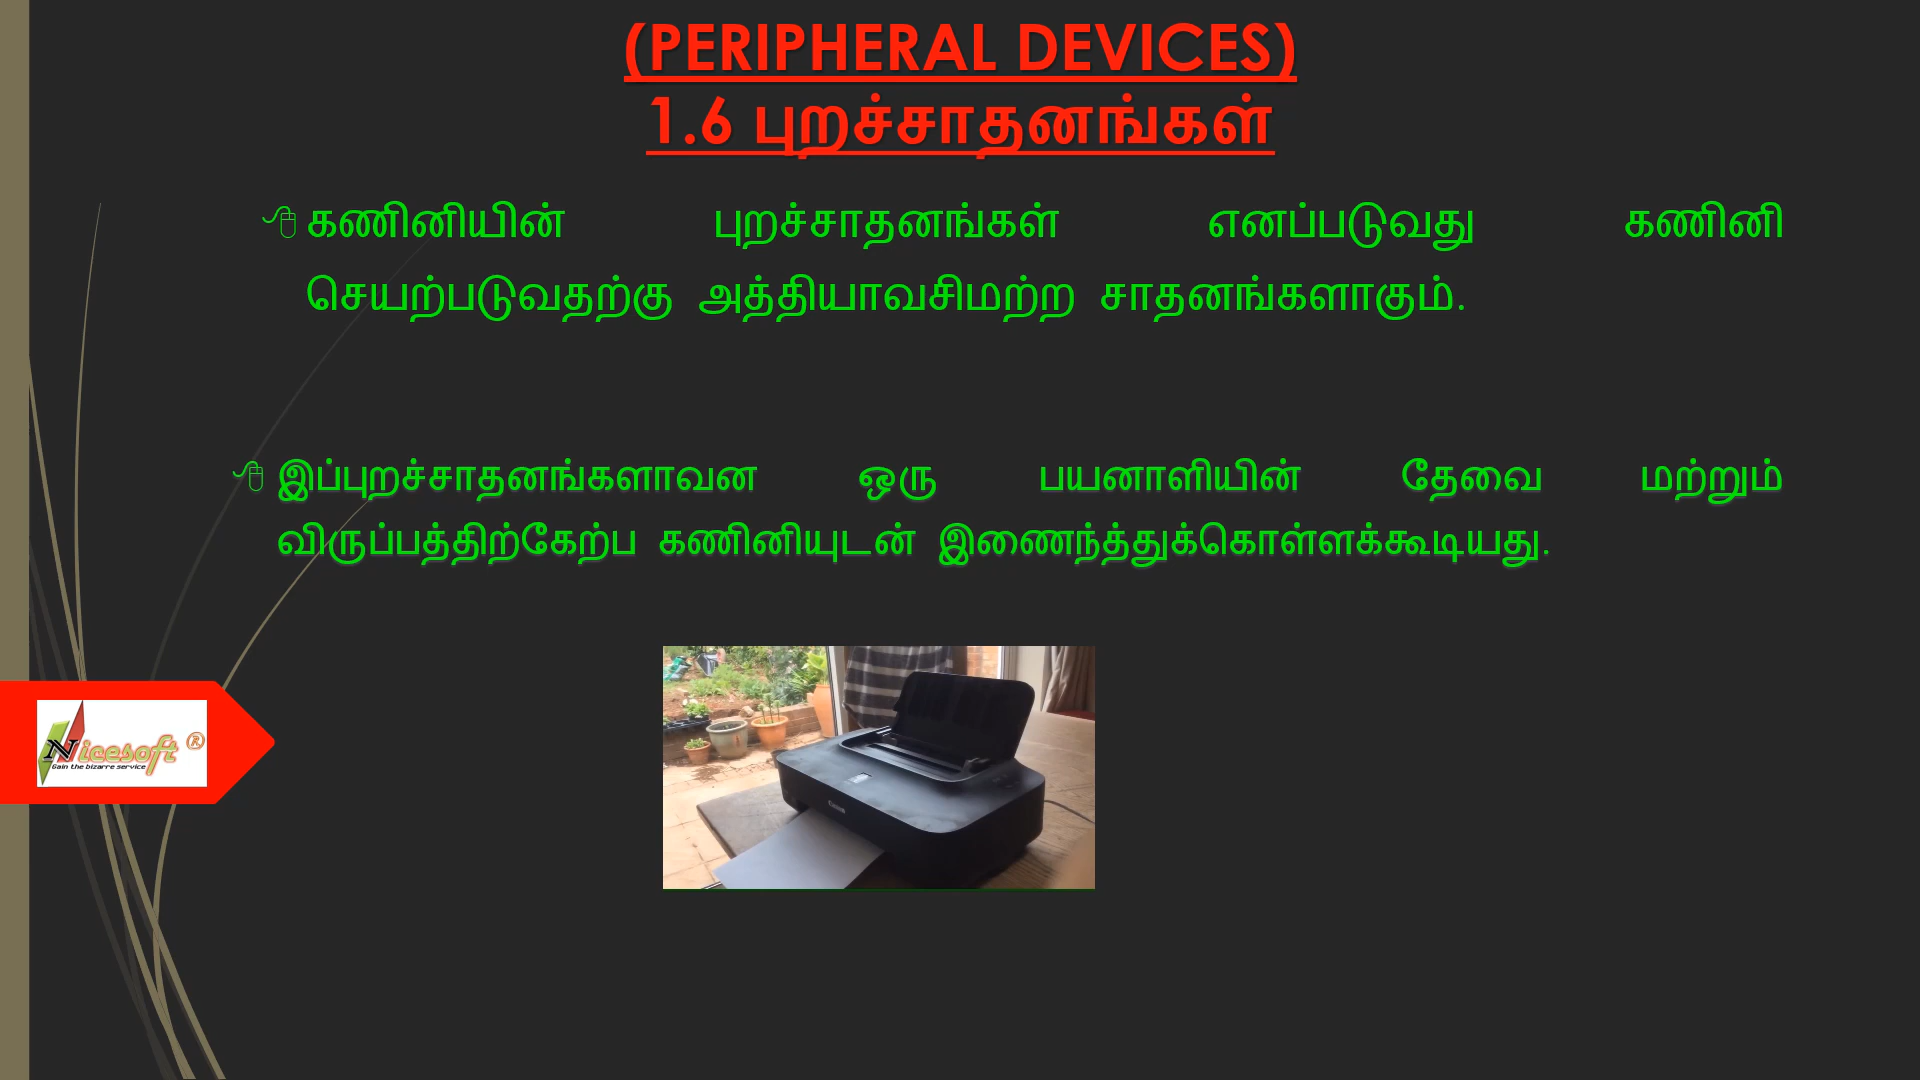 (PERIPHERAL DEVICES)
1.6 புறச்சாதனங்கள்
கணினியின் புறச்சாதனங்கள் எனப்படுவது கணினி
செயற்படுவதற்கு அத்தியாவசிமற்ற சாதனங்களாகும்.
இப்புறச்சாதனங்களாவன ஒரு பயனாளியின் தேவை மற்றும்
விருப்பத்திற்கேற்ப கணினியுடன் இணைந்த்துக்கொள்ளக்கூடியது.
Nicesoft ®
Gain the bizarre service
Canon